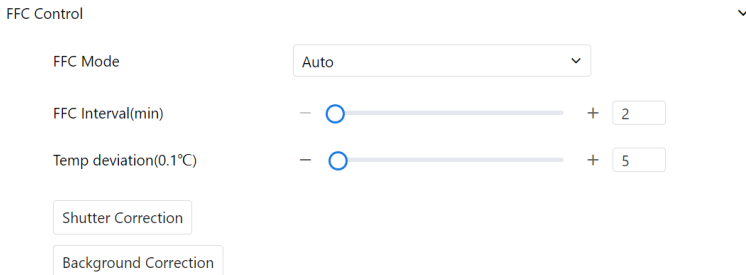 FFC Control
FFC Mode Auto
FFC Interval(min) − + 2
Temp deviation(0.1℃) − + 5
Shutter Correction
Background Correction